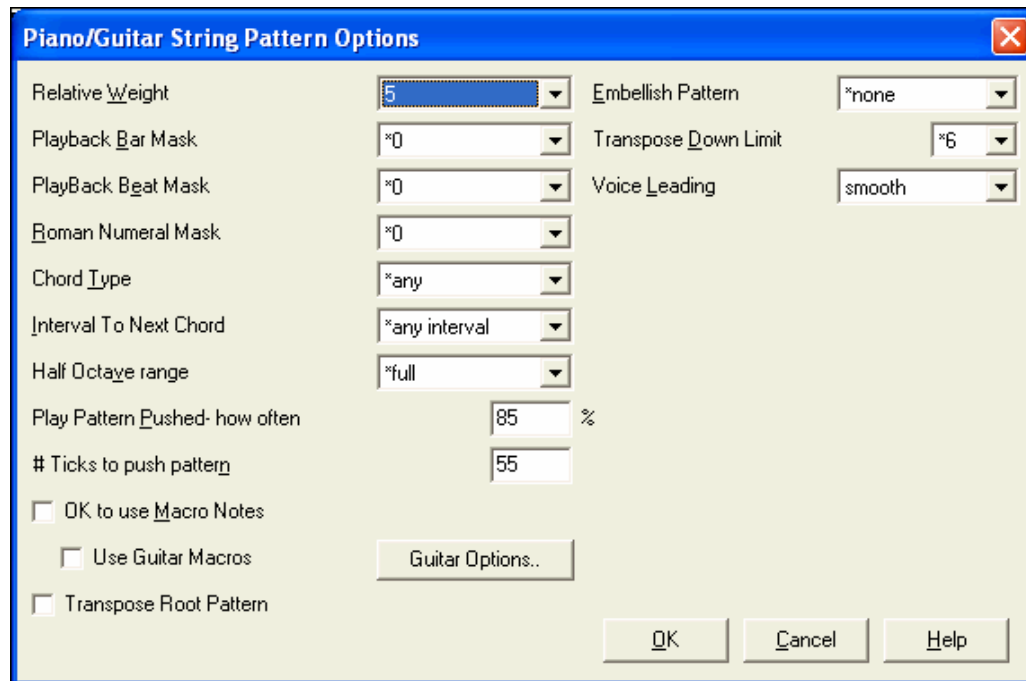 Piano/Guitar String Pattern Options
Relative Weight 5 Embellish Pattern *none
Playback Bar Mask *0 Transpose Down Limit *6
PlayBack Beat Mask *0 Voice Leading smooth
Roman Numeral Mask *0
Chord Type *any
Interval To Next Chord *any interval
Half Octave range *full
Play Pattern Pushed- how often 85 %
# Ticks to push pattern 55
OK to use Macro Notes
Use Guitar Macros Guitar Options..
Transpose Root Pattern
OK Cancel Help